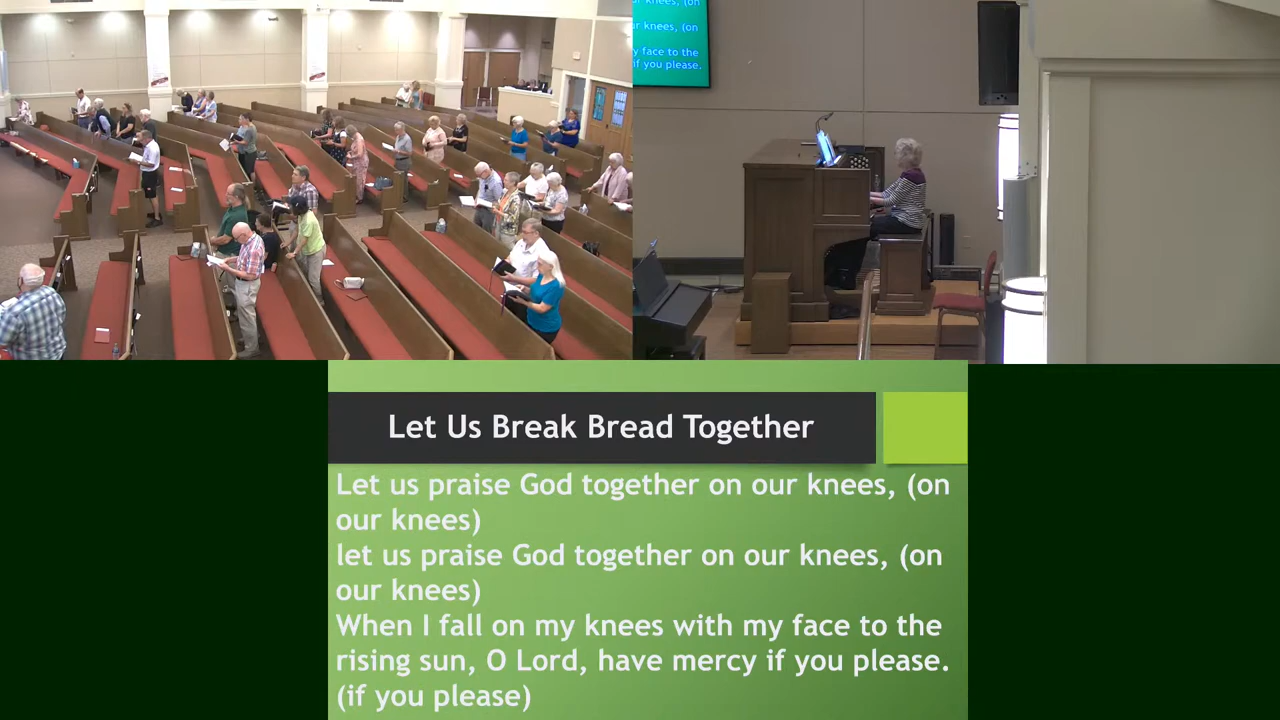 r knees, (on
r knees, (on
y face to the
if you please.
Let Us Break Bread Together
Let us praise God together on our knees, (on
our knees)
let us praise God together on our knees, (on
our knees)
When I fall on my knees with my face to the
rising sun, O Lord, have mercy if you please.
(if you please)